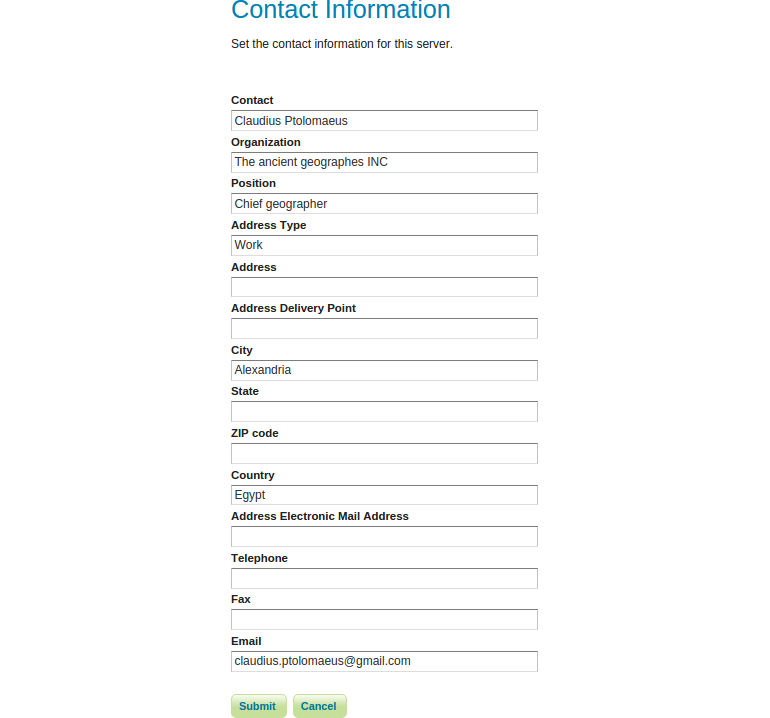 Contact Information
Set the contact information for this server.
Contact
Claudius Ptolomaeus
Organization
The ancient geographes INC
Position
Chief geographer
Address Type
Work
Address
Address Delivery Point
City
Alexandria
State
ZIP code
Country
Egypt
Address Electronic Mail Address
Telephone
Fax
Email
claudius.ptolomaeus@gmail.com
Submit Cancel